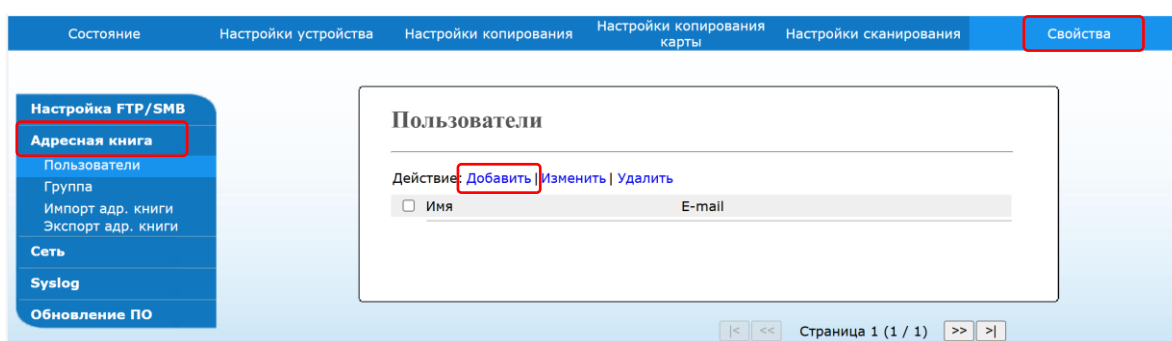 Состояние Настройки устройства Настройки копирования Настройки копирования карты Настройки сканирования Свойства
Настройка FTP/SMB
Адресная книга
Пользователи
Группа
Импорт адр. книги
Экспорт адр. книги
Сеть
Syslog
Обновление ПО
Пользователи
Действие: Добавить | Изменить | Удалить
Имя E-mail
|< << Страница 1 (1 / 1) >> >|